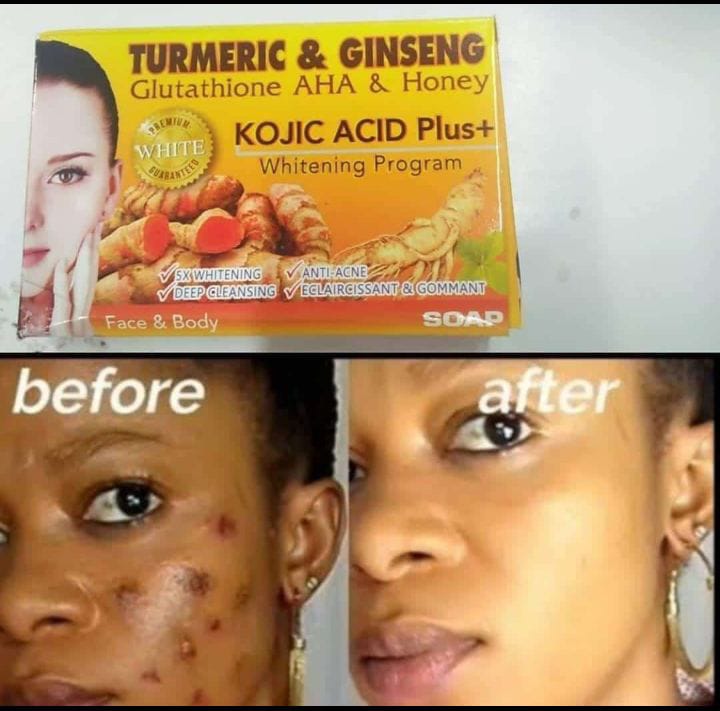 TURMERIC & GINSENG
Glutathione AHA & Honey
PREMIUM
WHITE
GUARANTEED
KOJIC ACID Plus+
Whitening Program
5X WHITENING
ANTI-ACNE
DEEP CLEANSING
ECLAIRCISSANT & GOMMANT
Face & Body
SOAP
before
after